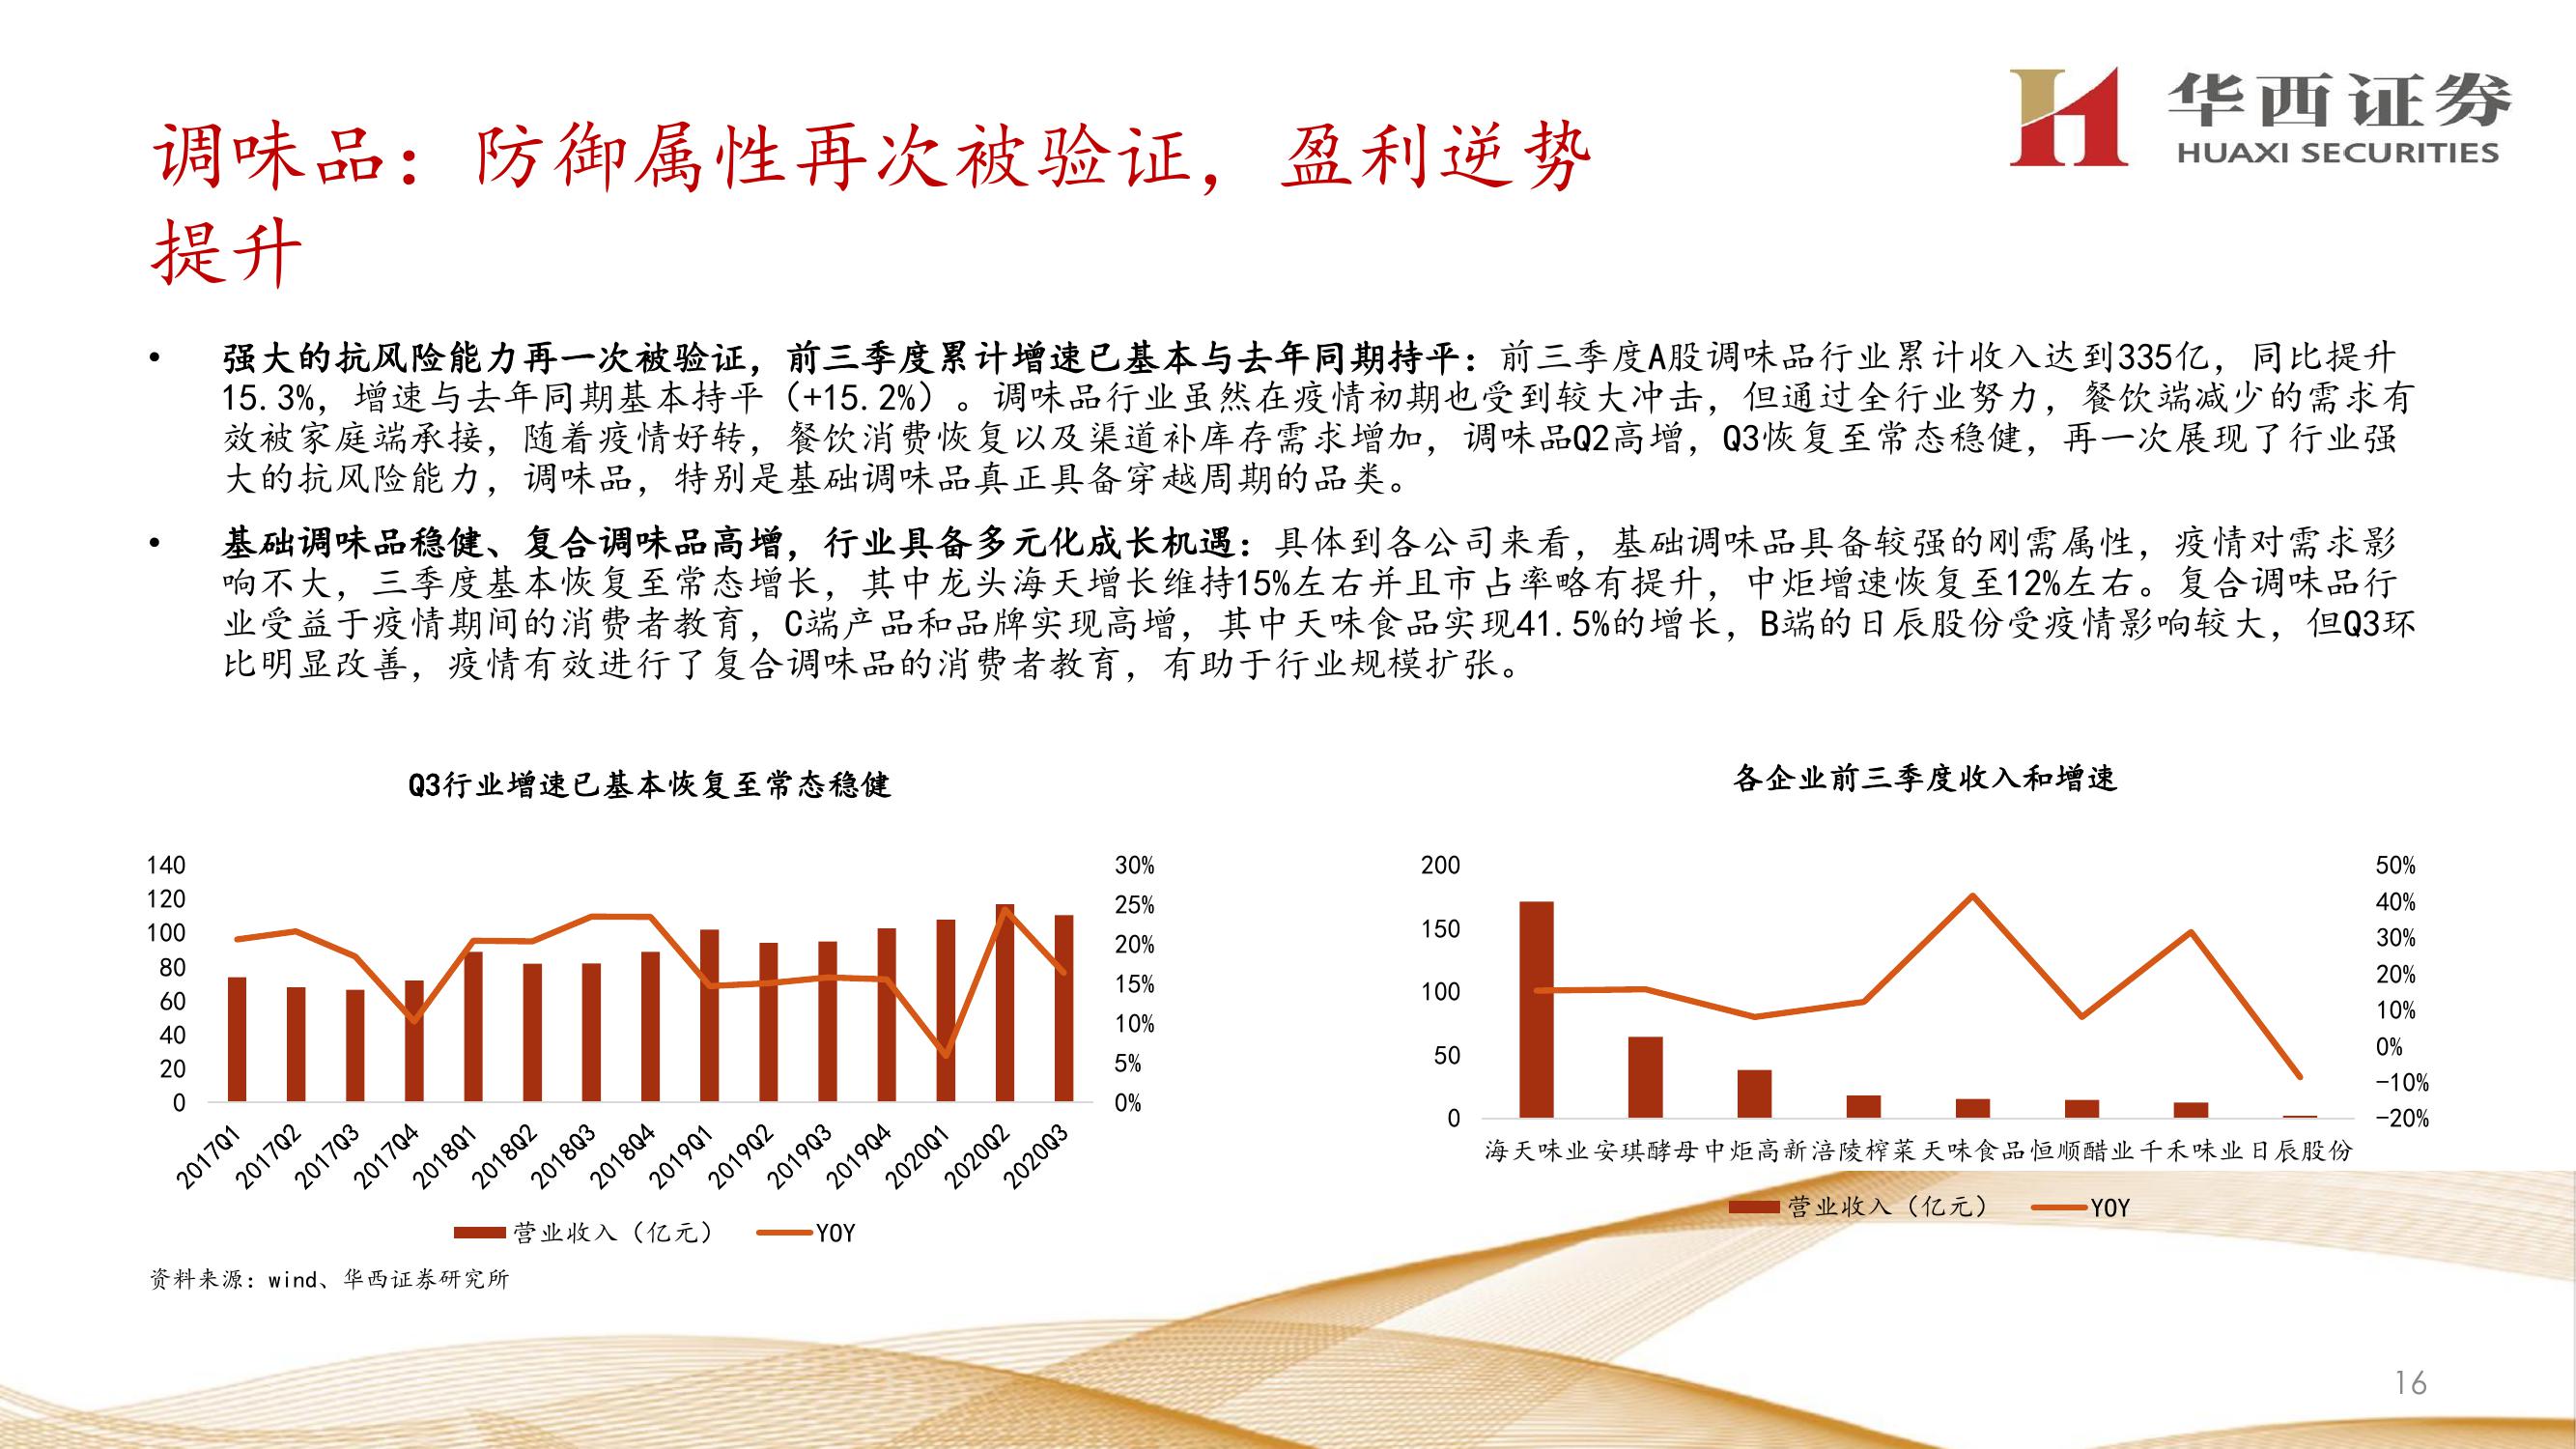 华西证券
HUAXI SECURITIES
调味品：防御属性再次被验证，盈利逆势
提升
• 强大的抗风险能力再一次被验证，前三季度累计增速已基本与去年同期持平：前三季度A股调味品行业累计收入达到335亿，同比提升
15.3%，增速与去年同期基本持平（+15.2%）。调味品行业虽然在疫情初期也受到较大冲击，但通过全行业努力，餐饮端减少的需求有
效被家庭端承接，随着疫情好转，餐饮消费恢复以及渠道补库存需求增加，调味品Q2高增，Q3恢复至常态稳健，再一次展现了行业强
大的抗风险能力，调味品，特别是基础调味品真正具备穿越周期的品类。
• 基础调味品稳健、复合调味品高增，行业具备多元化成长机遇：具体到各公司来看，基础调味品具备较强的刚需属性，疫情对需求影
响不大，三季度基本恢复至常态增长，其中龙头海天增长维持15%左右并且市占率略有提升，中炬增速恢复至12%左右。复合调味品行
业受益于疫情期间的消费者教育，C端产品和品牌实现高增，其中天味食品实现41.5%的增长，B端的日辰股份受疫情影响较大，但Q3环
比明显改善，疫情有效进行了复合调味品的消费者教育，有助于行业规模扩张。
Q3行业增速已基本恢复至常态稳健
140
120
100
80
60
40
20
0
30%
25%
20%
15%
10%
5%
0%
2017Q1
2017Q2
2017Q3
2017Q4
2018Q1
2018Q2
2018Q3
2018Q4
2019Q1
2019Q2
2019Q3
2019Q4
2020Q1
2020Q2
2020Q3
营业收入（亿元） YOY
各企业前三季度收入和增速
200
150
100
50
0
50%
40%
30%
20%
10%
0%
-10%
-20%
海天味业 安琪酵母 中炬高新 涪陵榨菜 天味食品 恒顺醋业 千禾味业 日辰股份
营业收入（亿元） YOY
资料来源：wind、华西证券研究所
16